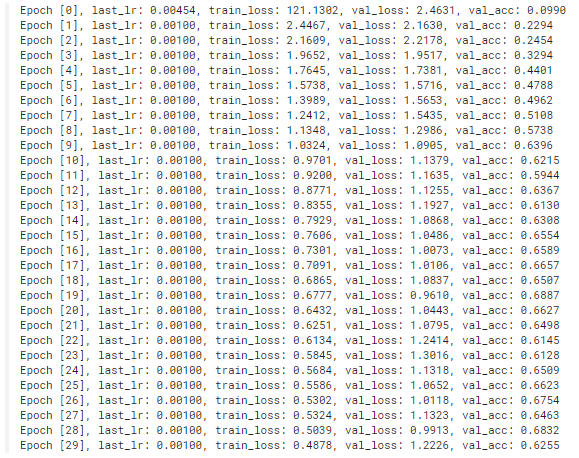 Epoch [0], last_lr: 0.00454, train_loss: 121.1302, val_loss: 2.4631, val_acc: 0.0990
Epoch [1], last_lr: 0.00100, train_loss: 2.4467, val_loss: 2.1630, val_acc: 0.2294
Epoch [2], last_lr: 0.00100, train_loss: 2.1609, val_loss: 2.2178, val_acc: 0.2454
Epoch [3], last_lr: 0.00100, train_loss: 1.9652, val_loss: 1.9517, val_acc: 0.3294
Epoch [4], last_lr: 0.00100, train_loss: 1.7645, val_loss: 1.7381, val_acc: 0.4401
Epoch [5], last_lr: 0.00100, train_loss: 1.5738, val_loss: 1.5716, val_acc: 0.4788
Epoch [6], last_lr: 0.00100, train_loss: 1.3989, val_loss: 1.5653, val_acc: 0.4962
Epoch [7], last_lr: 0.00100, train_loss: 1.2412, val_loss: 1.5435, val_acc: 0.5108
Epoch [8], last_lr: 0.00100, train_loss: 1.1348, val_loss: 1.2986, val_acc: 0.5738
Epoch [9], last_lr: 0.00100, train_loss: 1.0324, val_loss: 1.0905, val_acc: 0.6396
Epoch [10], last_lr: 0.00100, train_loss: 0.9701, val_loss: 1.1379, val_acc: 0.6215
Epoch [11], last_lr: 0.00100, train_loss: 0.9200, val_loss: 1.1635, val_acc: 0.5944
Epoch [12], last_lr: 0.00100, train_loss: 0.8771, val_loss: 1.1255, val_acc: 0.6367
Epoch [13], last_lr: 0.00100, train_loss: 0.8355, val_loss: 1.1927, val_acc: 0.6130
Epoch [14], last_lr: 0.00100, train_loss: 0.7929, val_loss: 1.0868, val_acc: 0.6308
Epoch [15], last_lr: 0.00100, train_loss: 0.7606, val_loss: 1.0486, val_acc: 0.6554
Epoch [16], last_lr: 0.00100, train_loss: 0.7301, val_loss: 1.0073, val_acc: 0.6589
Epoch [17], last_lr: 0.00100, train_loss: 0.7091, val_loss: 1.0106, val_acc: 0.6657
Epoch [18], last_lr: 0.00100, train_loss: 0.6865, val_loss: 1.0837, val_acc: 0.6507
Epoch [19], last_lr: 0.00100, train_loss: 0.6777, val_loss: 0.9610, val_acc: 0.6887
Epoch [20], last_lr: 0.00100, train_loss: 0.6432, val_loss: 1.0443, val_acc: 0.6627
Epoch [21], last_lr: 0.00100, train_loss: 0.6251, val_loss: 1.0795, val_acc: 0.6498
Epoch [22], last_lr: 0.00100, train_loss: 0.6134, val_loss: 1.2414, val_acc: 0.6145
Epoch [23], last_lr: 0.00100, train_loss: 0.5845, val_loss: 1.3016, val_acc: 0.6128
Epoch [24], last_lr: 0.00100, train_loss: 0.5684, val_loss: 1.1318, val_acc: 0.6509
Epoch [25], last_lr: 0.00100, train_loss: 0.5586, val_loss: 1.0652, val_acc: 0.6623
Epoch [26], last_lr: 0.00100, train_loss: 0.5302, val_loss: 1.0118, val_acc: 0.6754
Epoch [27], last_lr: 0.00100, train_loss: 0.5324, val_loss: 1.1323, val_acc: 0.6463
Epoch [28], last_lr: 0.00100, train_loss: 0.5039, val_loss: 0.9913, val_acc: 0.6832
Epoch [29], last_lr: 0.00100, train_loss: 0.4878, val_loss: 1.2226, val_acc: 0.6255